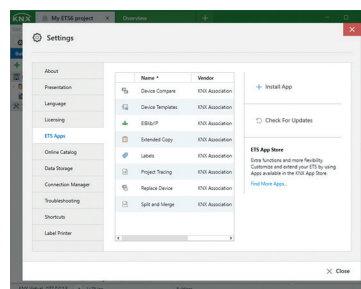 KNX
My ETS6 project
Overview
Settings
About
Presentation
Language
Licensing
ETS Apps
Online Catalog
Data Storage
Connection Manager
Troubleshooting
Shortcuts
Label Printer
Name
Vendor
Device Compare KNX Association
Device Templates KNX Association
EIBlib/IP KNX Association
Extended Copy KNX Association
Labels KNX Association
Project Tracing KNX Association
Replace Device KNX Association
Split and Merge KNX Association
+ Install App
Check For Updates
ETS App Store
Extra functions and more flexibility.
Customize and extend your ETS by using
Apps available in the KNX App Store.
Find More Apps...
Close